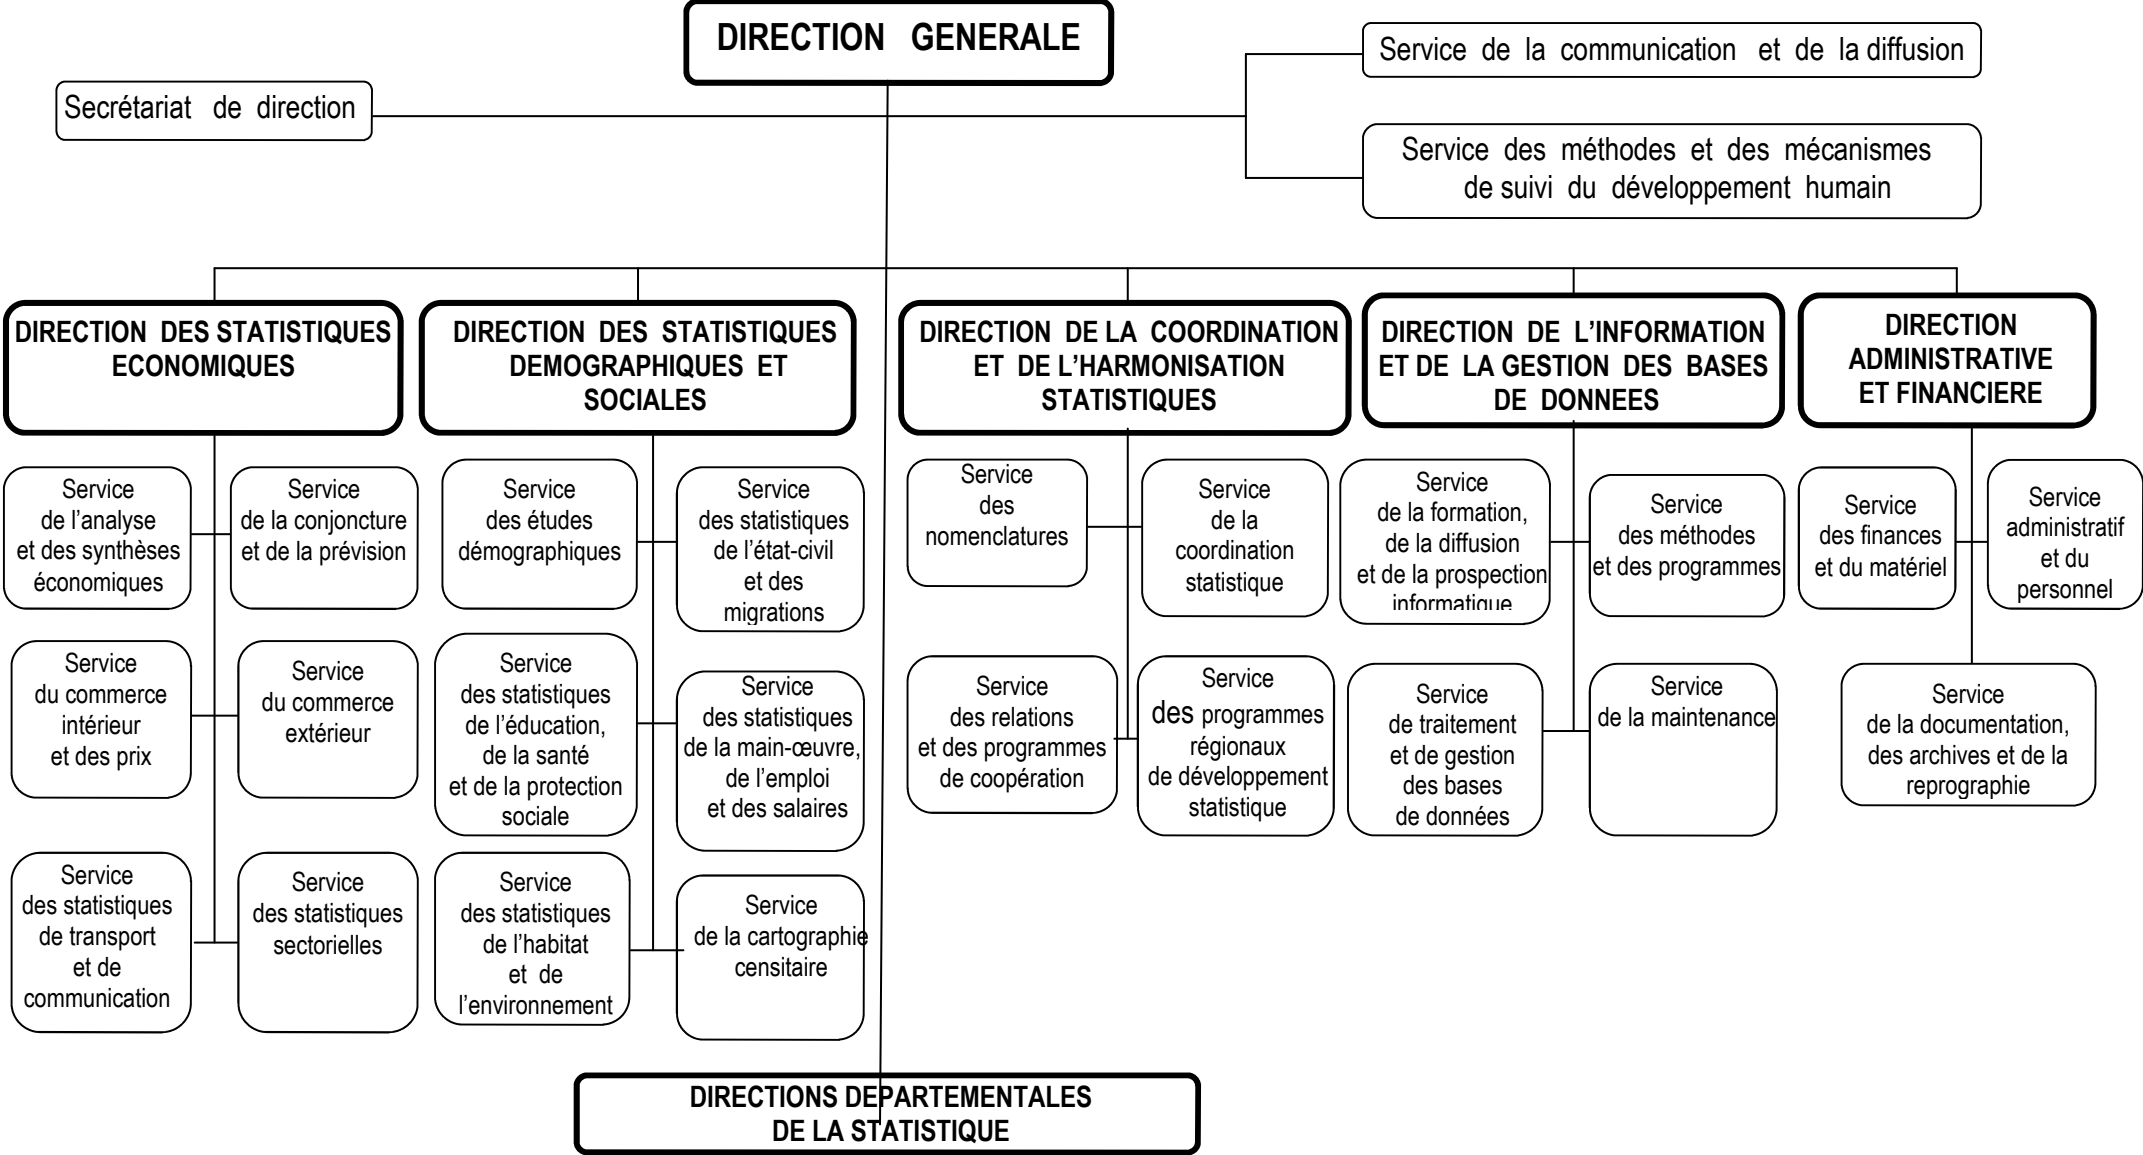 DIRECTION GENERALE
Service de la communication et de la diffusion
Secrétariat de direction
Service des méthodes et des mécanismes
de suivi du développement humain
DIRECTION DES STATISTIQUES
ECONOMIQUES
DIRECTION DES STATISTIQUES
DEMOGRAPHIQUES ET
SOCIALES
DIRECTION DE LA COORDINATION
ET DE L'HARMONISATION
STATISTIQUES
DIRECTION DE L'INFORMATION
ET DE LA GESTION DES BASES
DE DONNEES
DIRECTION
ADMINISTRATIVE
ET FINANCIERE
Service
de l'analyse
et des synthèses
économiques
Service
de la conjoncture
et de la prévision
Service
des études
démographiques
Service
des statistiques
de l'état-civil
et des
migrations
Service
des
nomenclatures
Service
de la
coordination
statistique
Service
de la formation,
de la diffusion
et de la prospection
informatique
Service
des méthodes
et des programmes
Service
des finances
et du matériel
Service
administratif
et du
personnel
Service
du commerce
intérieur
et des prix
Service
du commerce
extérieur
Service
des statistiques
de l'éducation,
de la santé
et de la protection
sociale
Service
des statistiques
de la main-œuvre,
de l'emploi
et des salaires
Service
des relations
et des programmes
de coopération
Service
des programmes
régionaux
de développement
statistique
Service
de traitement
et de gestion
des bases
de données
Service
de la maintenance
Service
de la documentation,
des archives et de la
reprographie
Service
des statistiques
de transport
et de
communication
Service
des statistiques
sectorielles
Service
des statistiques
de l'habitat
et de
l'environnement
Service
de la cartographie
censitaire
DIRECTIONS DEPARTEMENTALES
DE LA STATISTIQUE